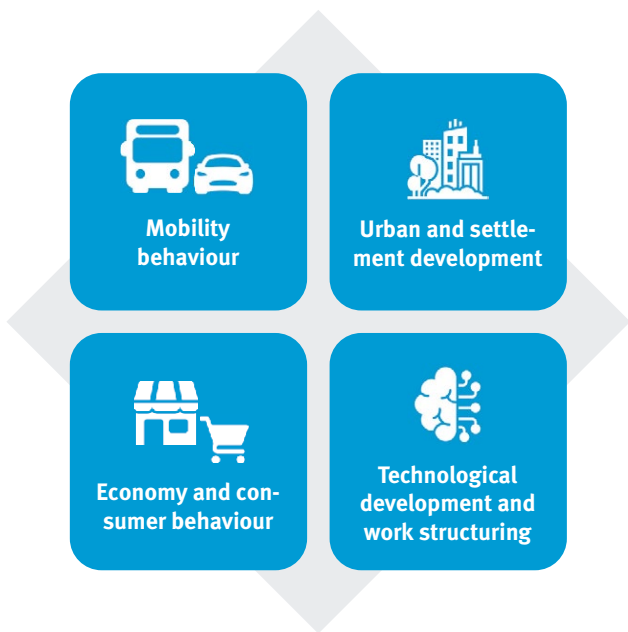 Mobility
behaviour
Urban and settle-
ment development
Economy and con-
sumer behaviour
Technological
development and
work structuring